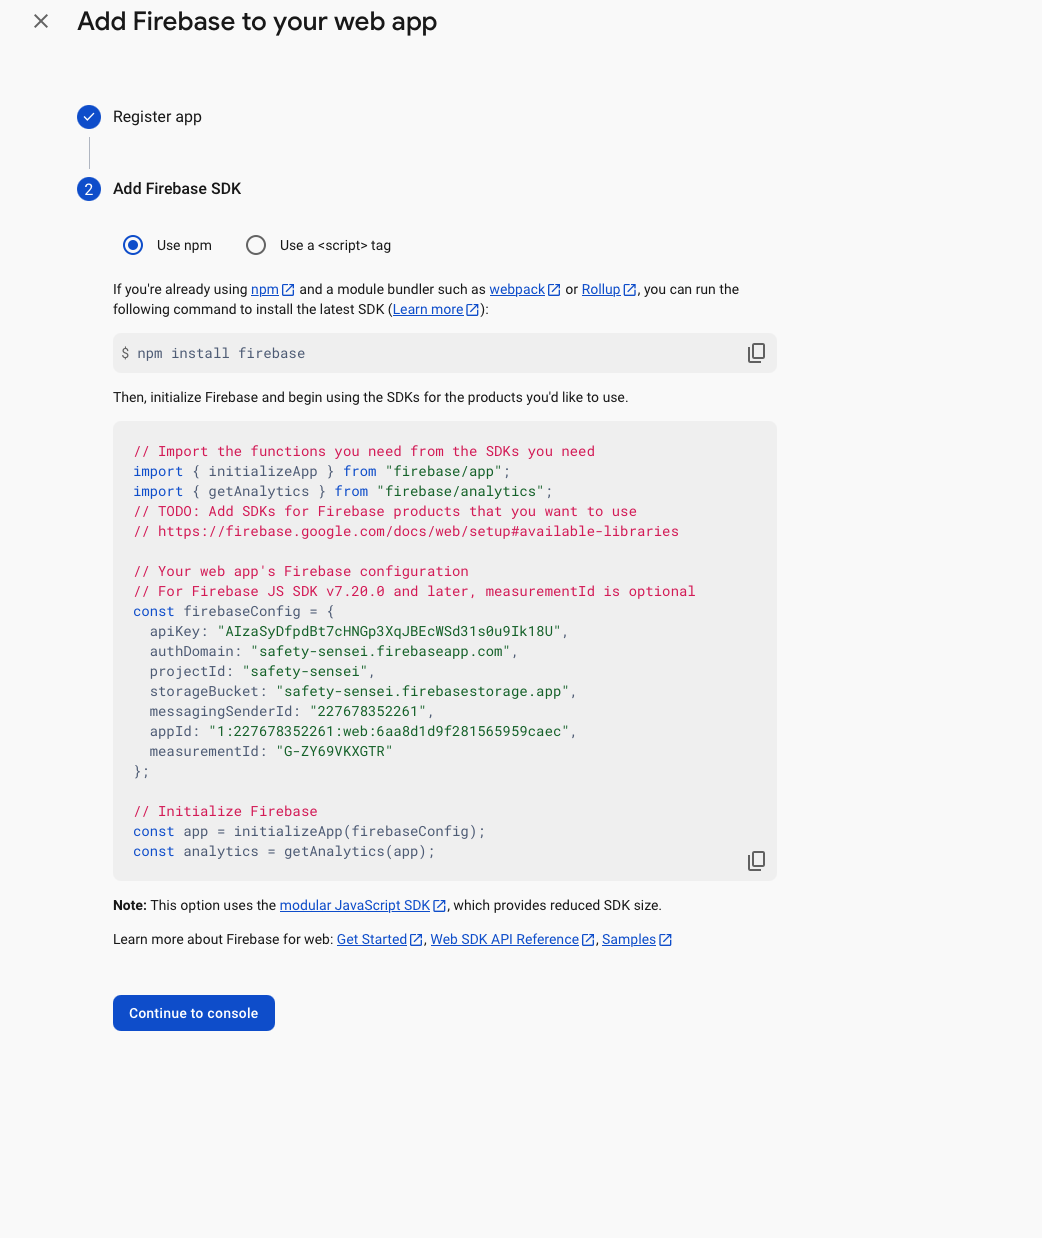 Add Firebase to your web app
Register app
2 Add Firebase SDK
Use npm Use a <script> tag
If you're already using npm and a module bundler such as webpack or Rollup, you can run the
following command to install the latest SDK (Learn more):
$ npm install firebase
Then, initialize Firebase and begin using the SDKs for the products you'd like to use.
// Import the functions you need from the SDKs you need
import { initializeApp } from "firebase/app";
import { getAnalytics } from "firebase/analytics";
// TODO: Add SDKs for Firebase products that you want to use
// https://firebase.google.com/docs/web/setup#available-libraries
// Your web app's Firebase configuration
// For Firebase JS SDK v7.20.0 and later, measurementId is optional
const firebaseConfig = {
  apiKey: "AIzaSyDfpdBt7cHNGp3XqJBEcWSd31s0u9Ik18U",
  authDomain: "safety-sensei.firebaseapp.com",
  projectId: "safety-sensei",
  storageBucket: "safety-sensei.firebasestorage.app",
  messagingSenderId: "227678352261",
  appId: "1:227678352261:web:6aa8d1d9f281565959caec",
  measurementId: "G-ZY69VKXGTR"
};
// Initialize Firebase
const app = initializeApp(firebaseConfig);
const analytics = getAnalytics(app);
Note: This option uses the modular JavaScript SDK, which provides reduced SDK size.
Learn more about Firebase for web: Get Started, Web SDK API Reference, Samples
Continue to console